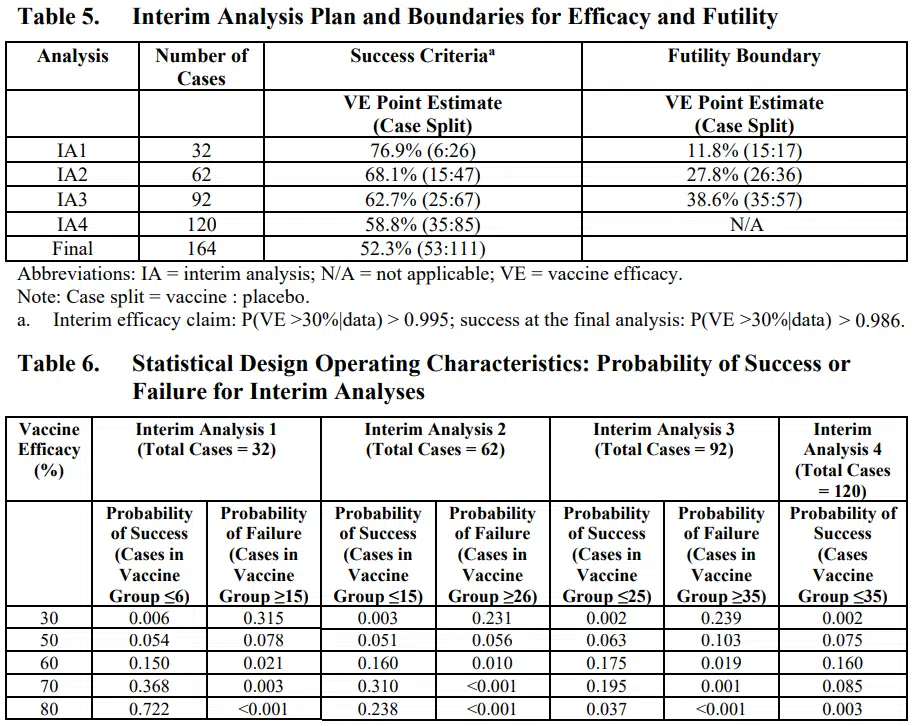 Table 5. Interim Analysis Plan and Boundaries for Efficacy and Futility
Analysis Number of Cases Success Criteriaᵃ Futility Boundary
VE Point Estimate (Case Split) VE Point Estimate (Case Split)
IA1 32 76.9% (6:26) 11.8% (15:17)
IA2 62 68.1% (15:47) 27.8% (26:36)
IA3 92 62.7% (25:67) 38.6% (35:57)
IA4 120 58.8% (35:85) N/A
Final 164 52.3% (53:111)
Abbreviations: IA = interim analysis; N/A = not applicable; VE = vaccine efficacy.
Note: Case split = vaccine : placebo.
a. Interim efficacy claim: P(VE >30%|data) > 0.995; success at the final analysis: P(VE >30%|data) > 0.986.
Table 6. Statistical Design Operating Characteristics: Probability of Success or
Failure for Interim Analyses
Vaccine Efficacy (%) Interim Analysis 1 (Total Cases = 32) Interim Analysis 2 (Total Cases = 62) Interim Analysis 3 (Total Cases = 92) Interim Analysis 4 (Total Cases = 120)
Probability of Success (Cases in Vaccine Group ≤6) Probability of Failure (Cases in Vaccine Group ≥15) Probability of Success (Cases in Vaccine Group ≤15) Probability of Failure (Cases in Vaccine Group ≥26) Probability of Success (Cases in Vaccine Group ≤25) Probability of Failure (Cases in Vaccine Group ≥35) Probability of Success (Cases Vaccine Group ≤35)
30 0.006 0.315 0.003 0.231 0.002 0.239 0.002
50 0.054 0.078 0.051 0.056 0.063 0.103 0.075
60 0.150 0.021 0.160 0.010 0.175 0.019 0.160
70 0.368 0.003 0.310 <0.001 0.195 0.001 0.085
80 0.722 <0.001 0.238 <0.001 0.037 <0.001 0.003